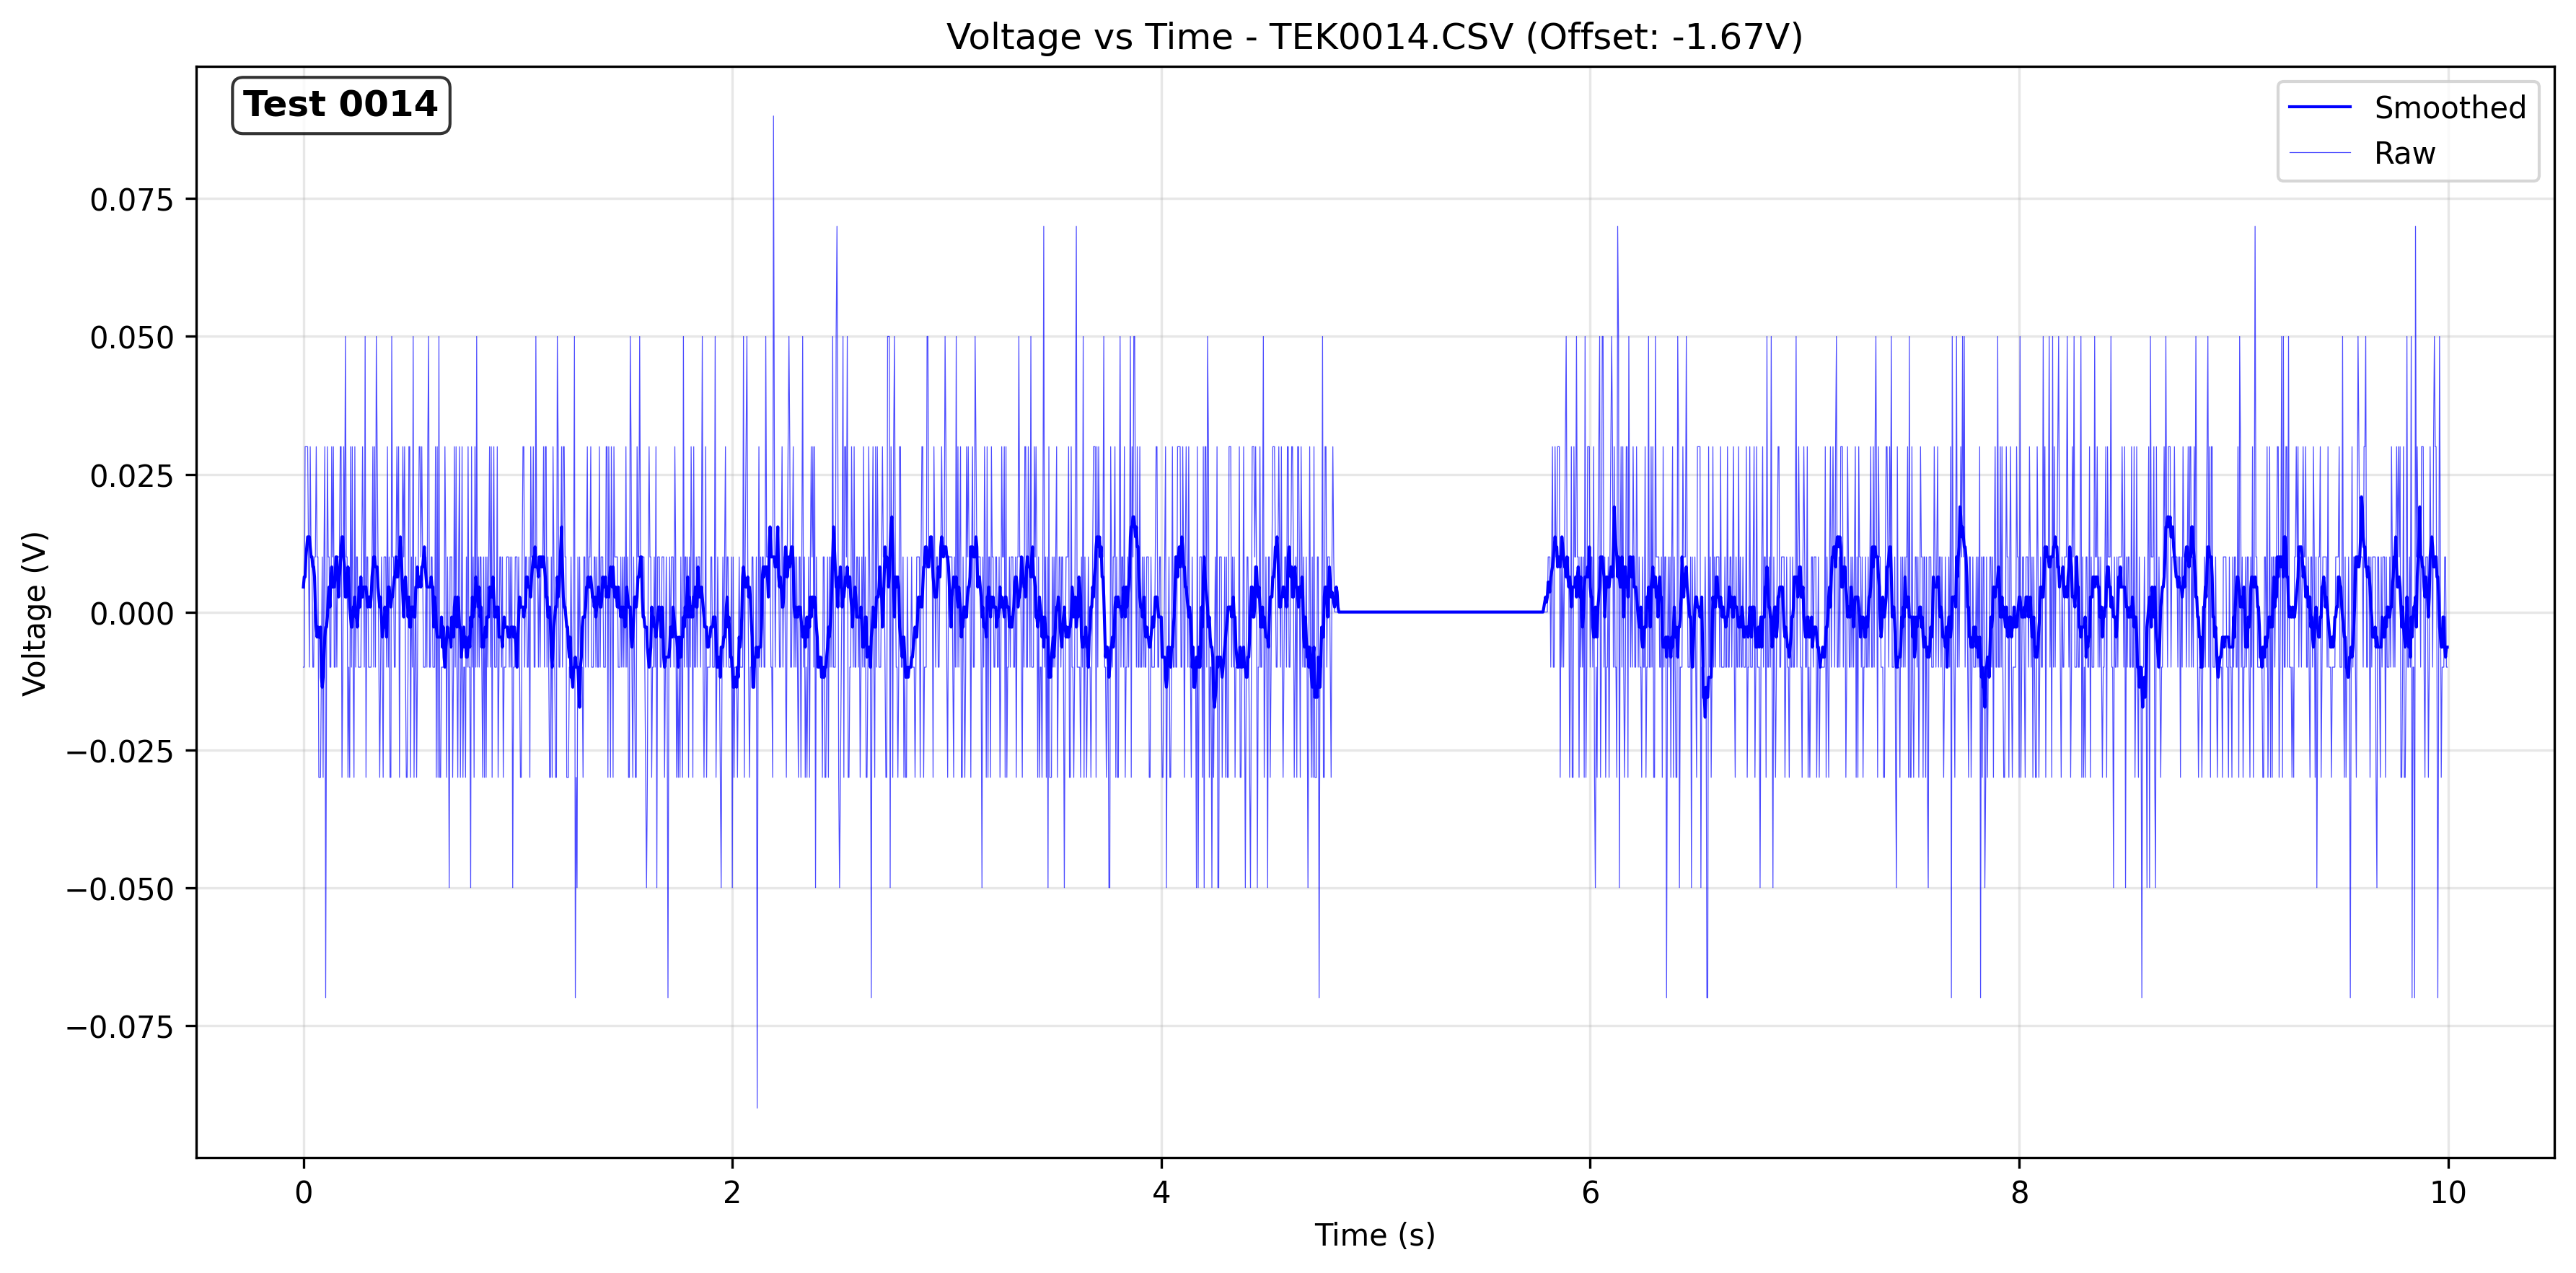 Voltage vs Time - TEK0014.CSV (Offset: -1.67V)
Test 0014
Smoothed
Raw
0.075
0.050
0.025
0.000
−0.025
−0.050
−0.075
Voltage (V)
0 2 4 6 8 10
Time (s)